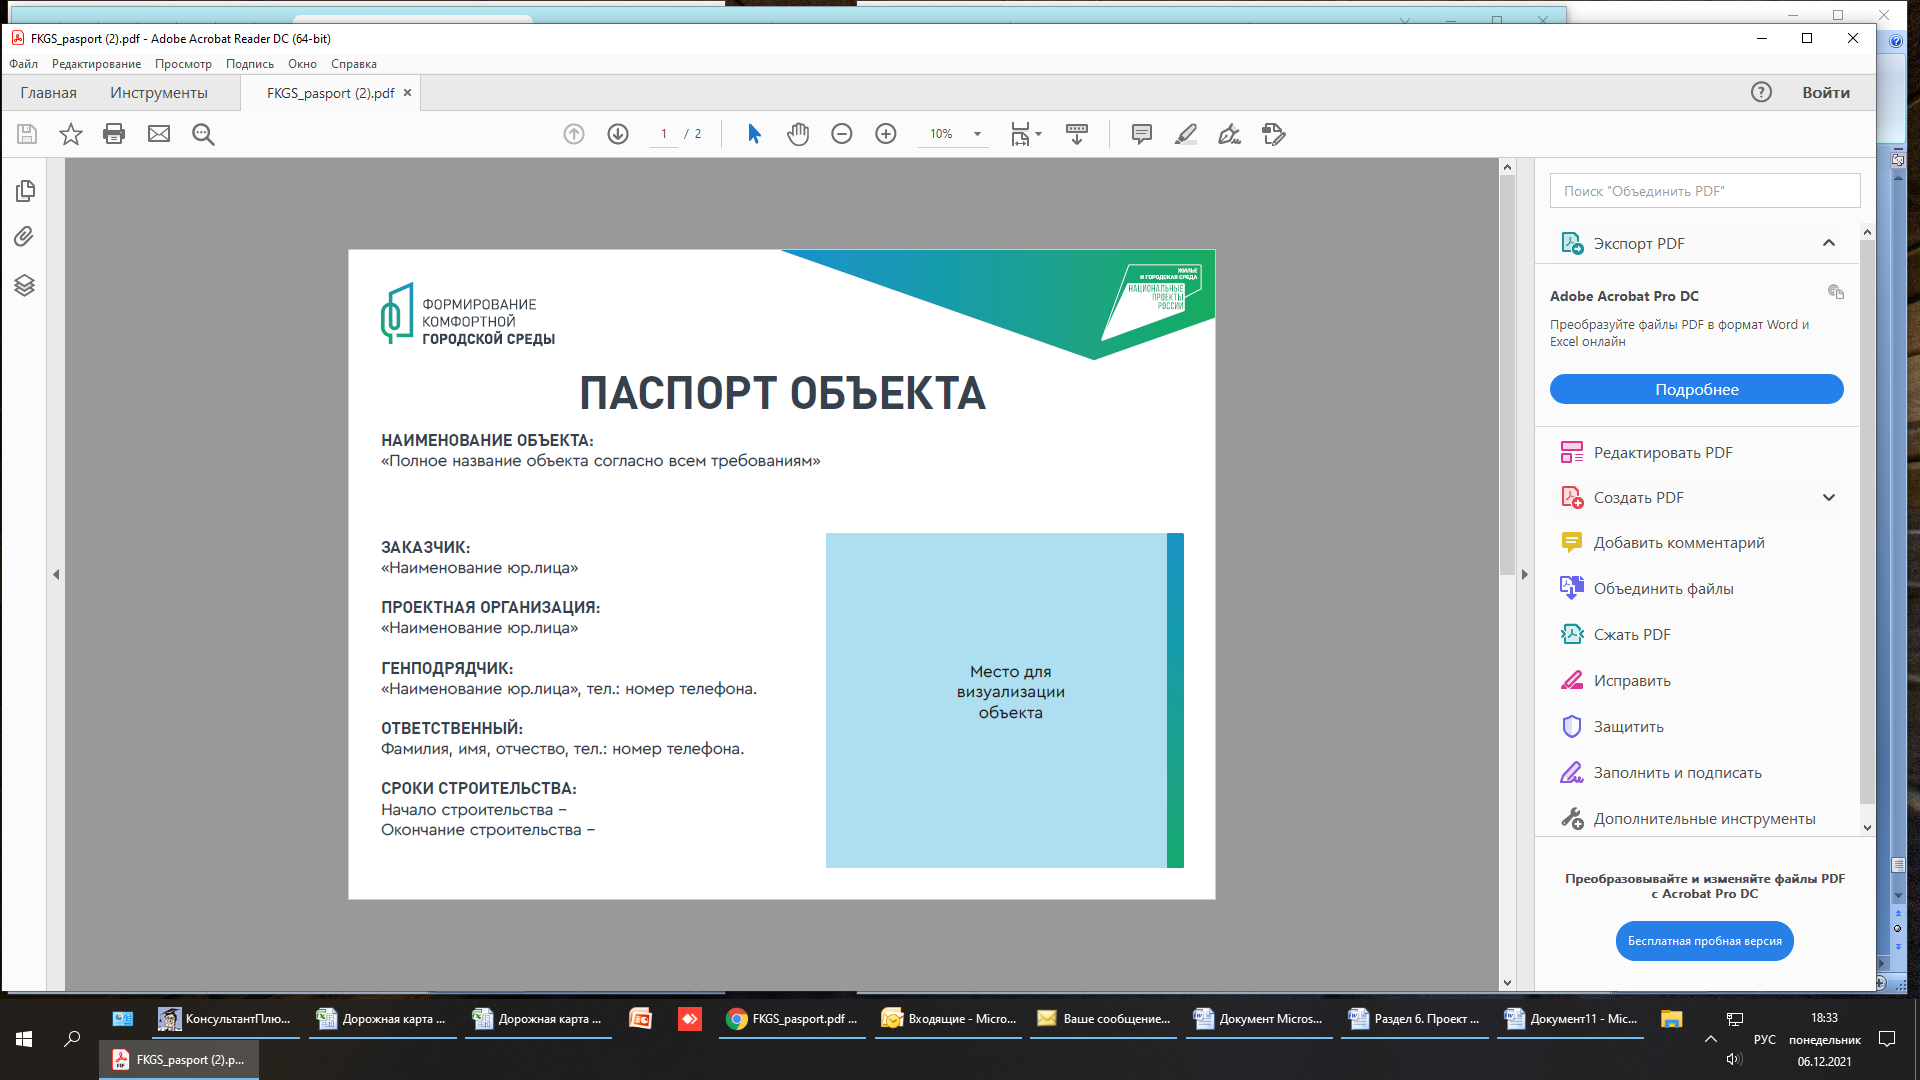 FKGS_pasport (2).pdf - Adobe Acrobat Reader DC (64-bit)
Файл Редактирование Просмотр Подпись Окно Справка
Главная Инструменты FKGS_pasport (2).pdf × Войти
1 / 2 10%
ФОРМИРОВАНИЕ
КОМФОРТНОЙ
ГОРОДСКОЙ СРЕДЫ
ЖИЛЬЕ
И ГОРОДСКАЯ СРЕДА
НАЦИОНАЛЬНЫЕ
ПРОЕКТЫ
РОССИИ
ПАСПОРТ ОБЪЕКТА
НАИМЕНОВАНИЕ ОБЪЕКТА:
«Полное название объекта согласно всем требованиям»
ЗАКАЗЧИК:
«Наименование юр.лица»
ПРОЕКТНАЯ ОРГАНИЗАЦИЯ:
«Наименование юр.лица»
ГЕНПОДРЯДЧИК:
«Наименование юр.лица», тел.: номер телефона.
ОТВЕТСТВЕННЫЙ:
Фамилия, имя, отчество, тел.: номер телефона.
СРОКИ СТРОИТЕЛЬСТВА:
Начало строительства –
Окончание строительства –
Место для
визуализации
объекта
Поиск "Объединить PDF"
Экспорт PDF
Adobe Acrobat Pro DC
Преобразуйте файлы PDF в формат Word и
Excel онлайн
Подробнее
Редактировать PDF
Создать PDF
Добавить комментарий
Объединить файлы
Сжать PDF
Исправить
Защитить
Заполнить и подписать
Дополнительные инструменты
Преобразовывайте и изменяйте файлы PDF
с Acrobat Pro DC
Бесплатная пробная версия
КонсультантПлю... Дорожная карта ... Дорожная карта ... FKGS_pasport.pdf ... Входящие - Micro... Ваше сообщение... Документ Micros... Раздел 6. Проект ... Документ11 - Mic...
FKGS_pasport (2).p...
РУС
18:33
понедельник
06.12.2021